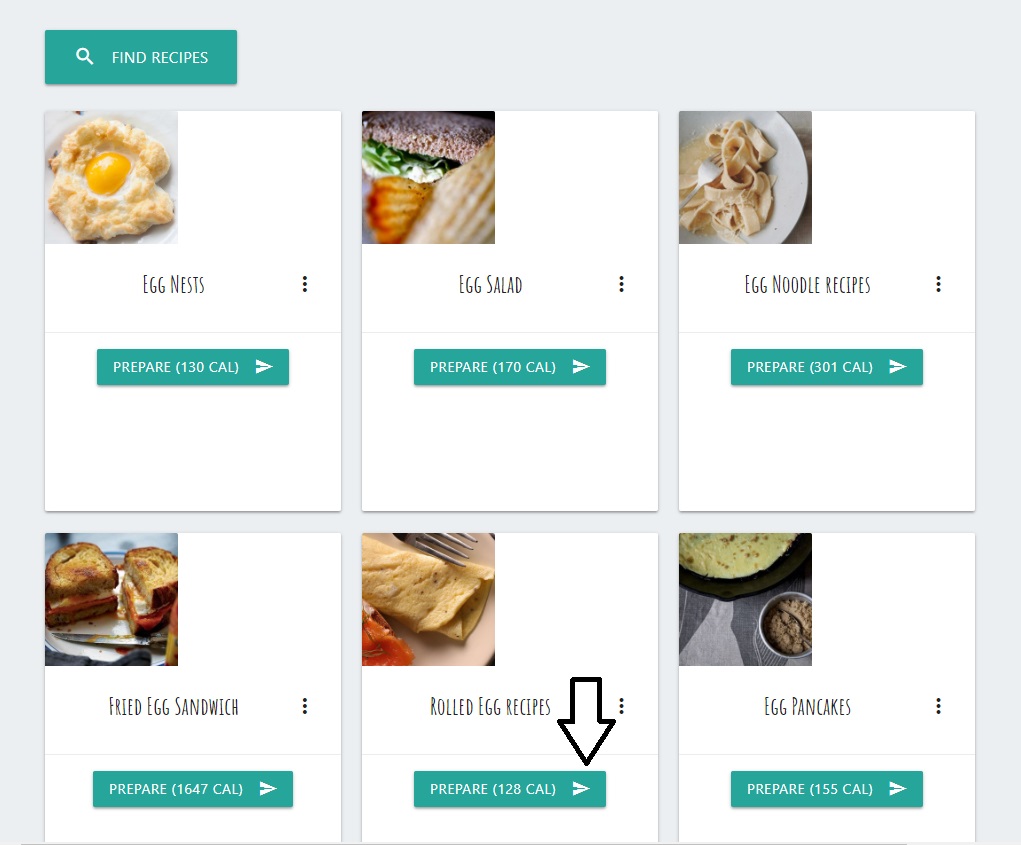 FIND RECIPES
Egg Nests
Egg Salad
Egg Noodle recipes
PREPARE (130 CAL)
PREPARE (170 CAL)
PREPARE (301 CAL)
Fried Egg Sandwich
Rolled Egg recipes
Egg Pancakes
PREPARE (1647 CAL)
PREPARE (128 CAL)
PREPARE (155 CAL)